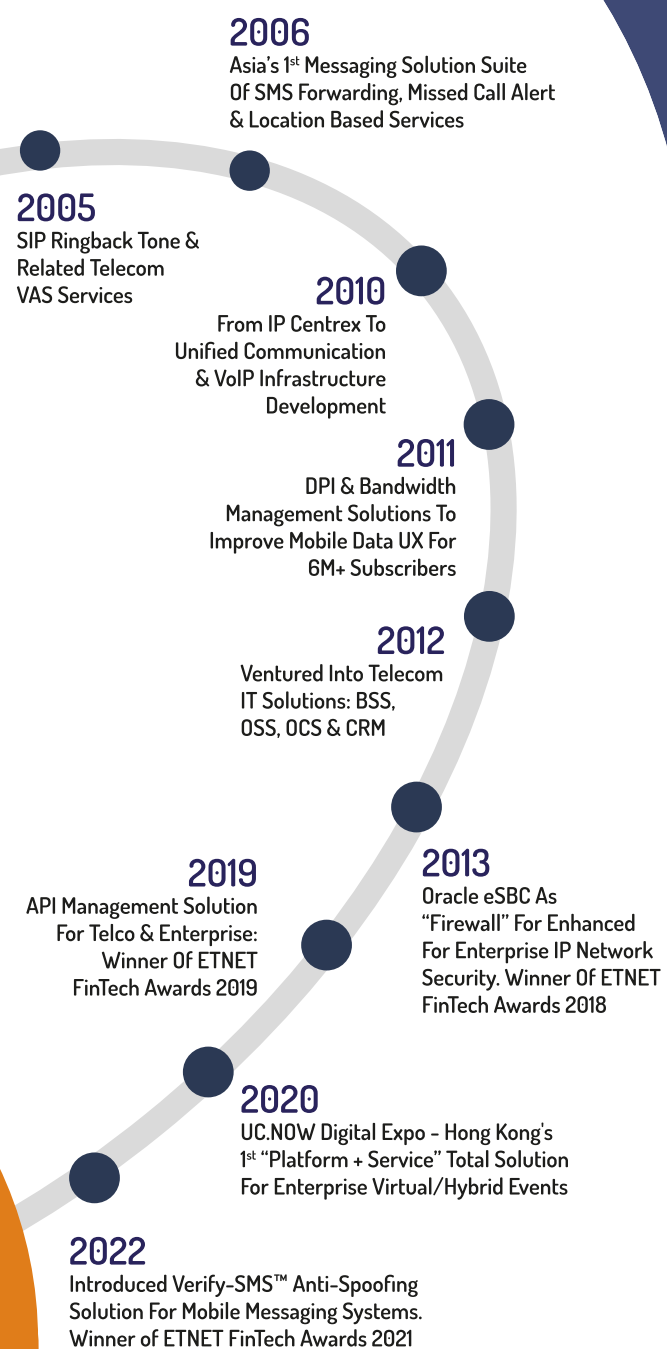 2006
Asia's 1st Messaging Solution Suite
Of SMS Forwarding, Missed Call Alert
& Location Based Services
2005
SIP Ringback Tone &
Related Telecom
VAS Services
2010
From IP Centrex To
Unified Communication
& VoIP Infrastructure
Development
2011
DPI & Bandwidth
Management Solutions To
Improve Mobile Data UX For
6M+ Subscribers
2012
Ventured Into Telecom
IT Solutions: BSS,
OSS, OCS & CRM
2013
Oracle eSBC As
“Firewall” For Enhanced
For Enterprise IP Network
Security. Winner Of ETNET
FinTech Awards 2018
2019
API Management Solution
For Telco & Enterprise:
Winner Of ETNET
FinTech Awards 2019
2020
UC.NOW Digital Expo - Hong Kong's
1st “Platform + Service” Total Solution
For Enterprise Virtual/Hybrid Events
2022
Introduced Verify-SMS™ Anti-Spoofing
Solution For Mobile Messaging Systems.
Winner of ETNET FinTech Awards 2021